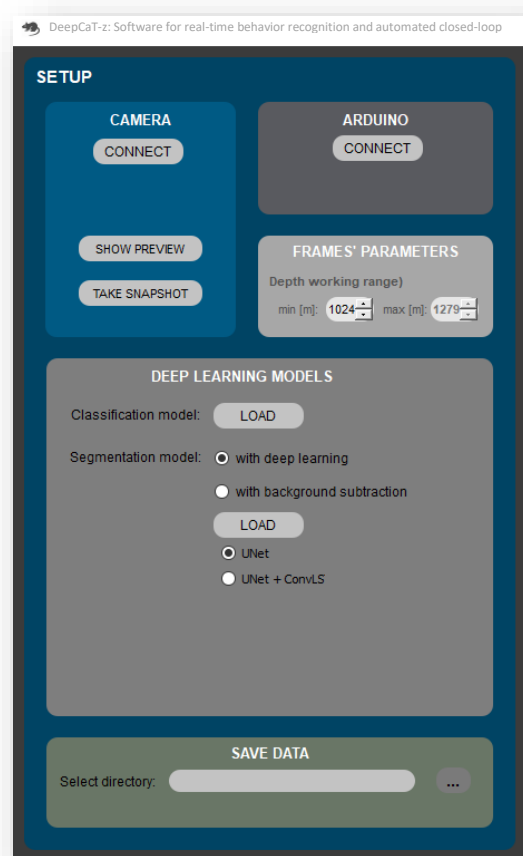 DeepCaT-z: Software for real-time behavior recognition and automated closed-loop
SETUP
CAMERA
CONNECT
SHOW PREVIEW
TAKE SNAPSHOT
ARDUINO
CONNECT
FRAMES' PARAMETERS
Depth working range)
min [m]: 1024 max [m]: 1279
DEEP LEARNING MODELS
Classification model: LOAD
Segmentation model: with deep learning
with background subtraction
LOAD
UNet
UNet + ConvLS
SAVE DATA
Select directory: ...